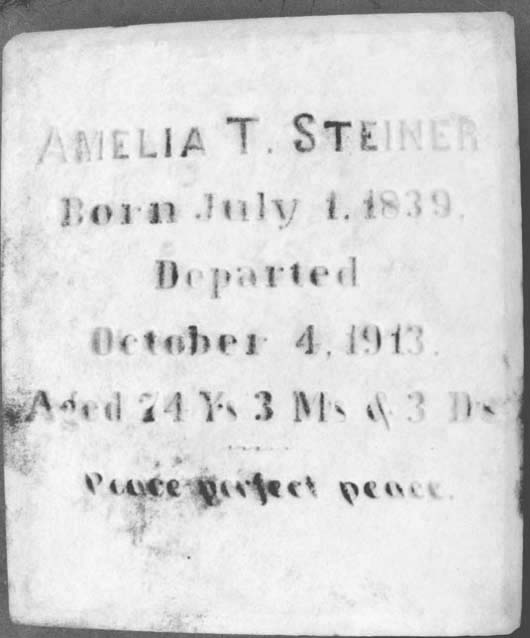 AMELIA T. STEINER
Born July 1, 1839.
Departed
October 4, 1913.
Aged 74 Ys 3 Ms & 3 Ds
Peace perfect peace.